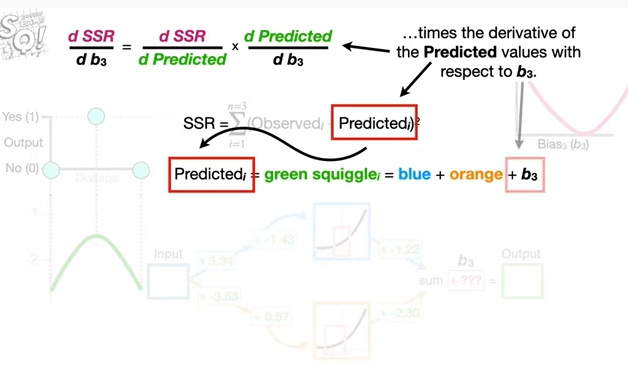 SQ!
d SSR / d b₃ = d SSR / d Predicted x d Predicted / d b₃
...times the derivative of
the Predicted values with
respect to b₃.
n=3
SSR = Σ(Observedᵢ Predictedᵢ)²
i=1
Predictedᵢ = green squiggleᵢ = blue + orange + b₃
Bias₃ (b₃)
Yes (1)
Output
No (0)
Dosage
-1
-2
Input
× 3.34
+ -1.43
× -1.22
× -3.53
+ 0.57
× -2.30
b₃
sum + ??? =
Output